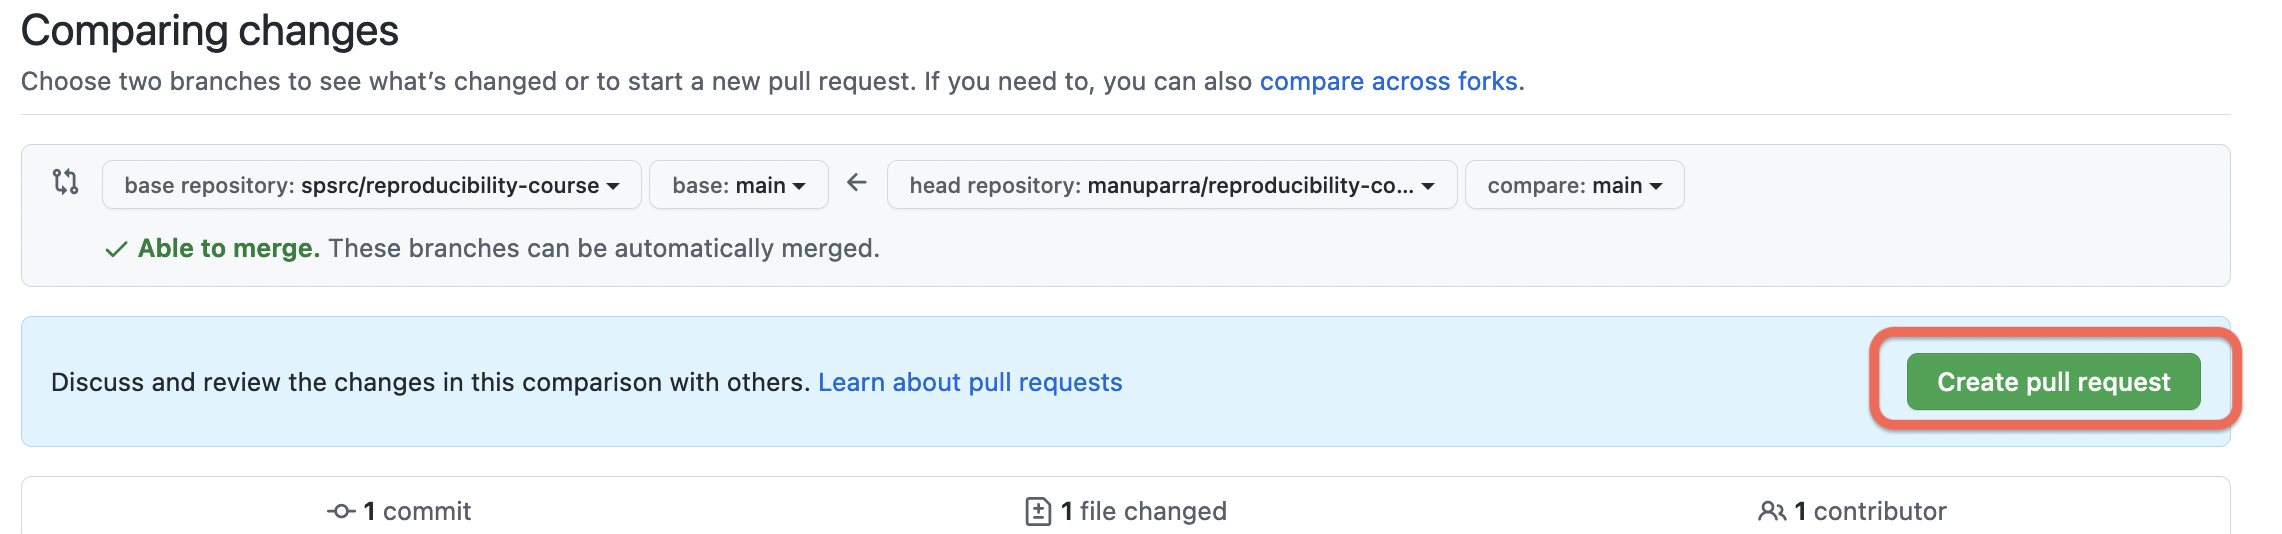 Comparing changes
Choose two branches to see what’s changed or to start a new pull request. If you need to, you can also compare across forks.
base repository: spsrc/reproducibility-course base: main head repository: manuparra/reproducibility-co... compare: main
Able to merge. These branches can be automatically merged.
Discuss and review the changes in this comparison with others. Learn about pull requests Create pull request
1 commit 1 file changed 1 contributor